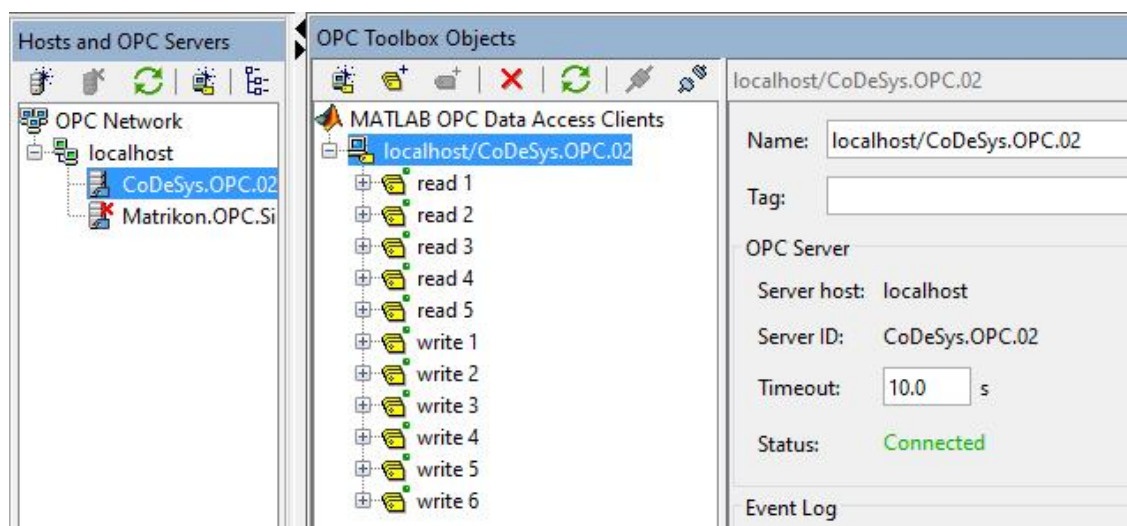 Hosts and OPC Servers
OPC Network
localhost
CoDeSys.OPC.02
Matrikon.OPC.Si
OPC Toolbox Objects
MATLAB OPC Data Access Clients
localhost/CoDeSys.OPC.02
read 1
read 2
read 3
read 4
read 5
write 1
write 2
write 3
write 4
write 5
write 6
localhost/CoDeSys.OPC.02
Name: localhost/CoDeSys.OPC.02
Tag:
OPC Server
Server host: localhost
Server ID: CoDeSys.OPC.02
Timeout: 10.0 s
Status: Connected
Event Log